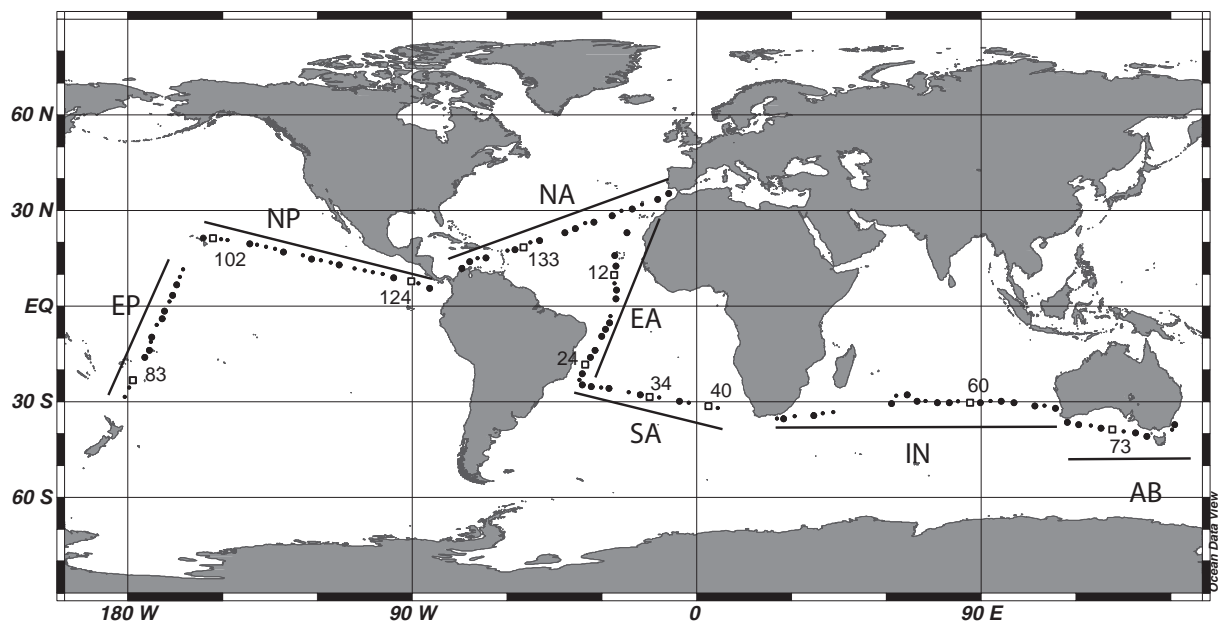 60 N
NA
30 N
NP
102
133
12
124
EP
EQ
EA
83
24
34
40
60
30 S
SA
73
IN
AB
60 S
Ocean Data View
180 W
90 W
0
90 E